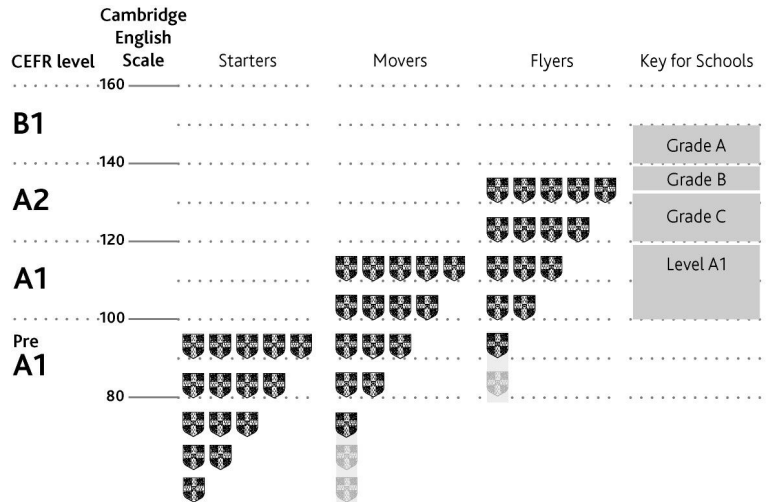 Cambridge
English
Scale
CEFR level
Starters
Movers
Flyers
Key for Schools
160
B1
Grade A
140
Grade B
A2
Grade C
120
Level A1
A1
100
Pre
A1
80